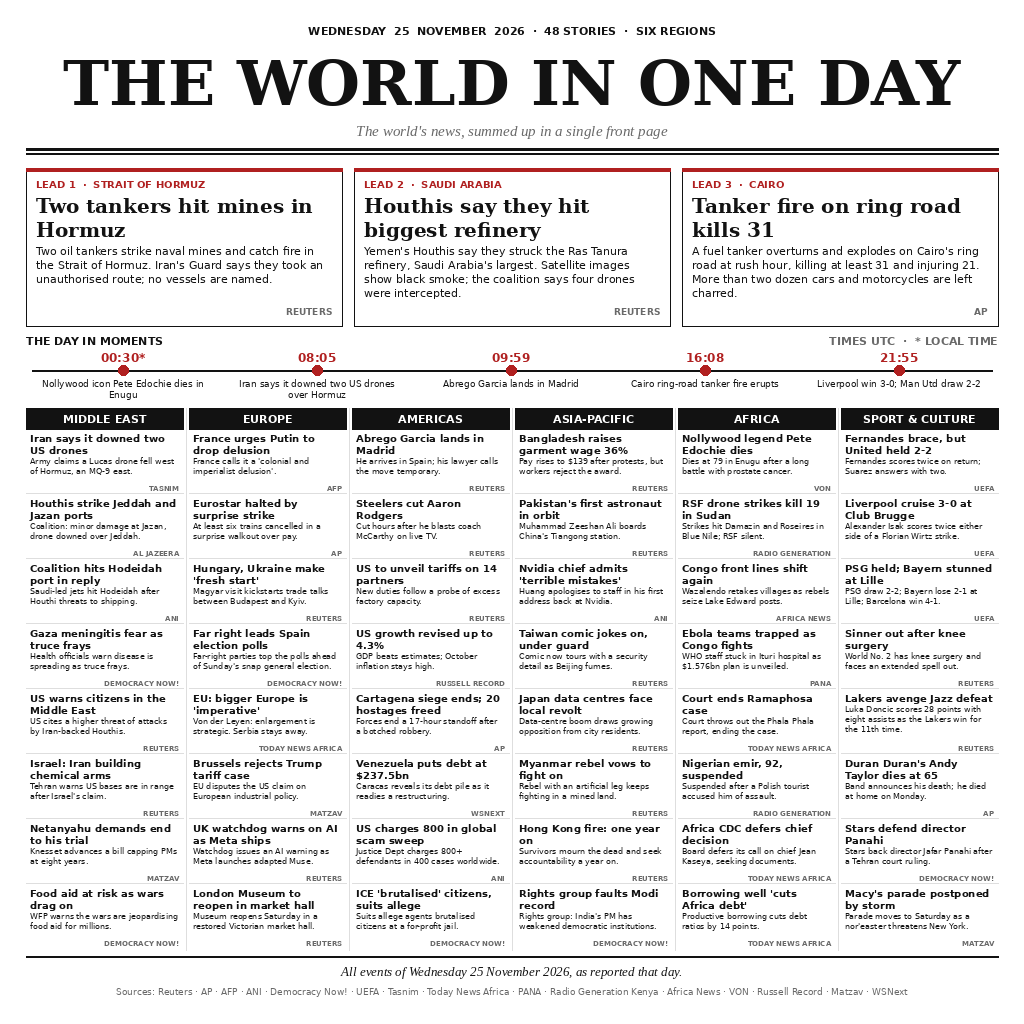 WEDNESDAY 25 NOVEMBER 2026 · 48 STORIES · SIX REGIONS
THE WORLD IN ONE DAY
The world's news, summed up in a single front page
LEAD 1 · STRAIT OF HORMUZ
Two tankers hit mines in
Hormuz
Two oil tankers strike naval mines and catch fire in
the Strait of Hormuz. Iran's Guard says they took an
unauthorised route; no vessels are named.
REUTERS
LEAD 2 · SAUDI ARABIA
Houthis say they hit
biggest refinery
Yemen's Houthis say they struck the Ras Tanura
refinery, Saudi Arabia's largest. Satellite images
show black smoke; the coalition says four drones
were intercepted.
REUTERS
LEAD 3 · CAIRO
Tanker fire on ring road
kills 31
A fuel tanker overturns and explodes on Cairo's ring
road at rush hour, killing at least 31 and injuring 21.
More than two dozen cars and motorcycles are left
charred.
AP
THE DAY IN MOMENTS
TIMES UTC · * LOCAL TIME
00:30*
Nollywood icon Pete Edochie dies in
Enugu
08:05
Iran says it downed two US drones
over Hormuz
09:59
Abrego Garcia lands in Madrid
16:08
Cairo ring-road tanker fire erupts
21:55
Liverpool win 3-0; Man Utd draw 2-2
MIDDLE EAST
Iran says it downed two
US drones
Army claims a Lucas drone fell west
of Hormuz, an MQ-9 east.
TASNIM
Houthis strike Jeddah and
Jazan ports
Coalition: minor damage at Jazan,
drone downed over Jeddah.
AL JAZEERA
Coalition hits Hodeidah
port in reply
Saudi-led jets hit Hodeidah after
Houthi threats to shipping.
ANI
Gaza meningitis fear as
truce frays
Health officials warn disease is
spreading as truce frays.
DEMOCRACY NOW!
US warns citizens in the
Middle East
US cites a higher threat of attacks
by Iran-backed Houthis.
REUTERS
Israel: Iran building
chemical arms
Tehran warns US bases are in range
after Israel's claim.
REUTERS
Netanyahu demands end
to his trial
Knesset advances a bill capping PMs
at eight years.
MATZAV
Food aid at risk as wars
drag on
WFP warns the wars are jeopardising
food aid for millions.
DEMOCRACY NOW!
EUROPE
France urges Putin to
drop delusion
France calls it a 'colonial and
imperialist delusion'.
AFP
Eurostar halted by
surprise strike
At least six trains cancelled in a
surprise walkout over pay.
AP
Hungary, Ukraine make
'fresh start'
Magyar visit kickstarts trade talks
between Budapest and Kyiv.
REUTERS
Far right leads Spain
election polls
Far-right parties top the polls ahead
of Sunday's snap general election.
DEMOCRACY NOW!
EU: bigger Europe is
'imperative'
Von der Leyen: enlargement is
strategic. Serbia stays away.
TODAY NEWS AFRICA
Brussels rejects Trump
tariff case
EU disputes the US claim on
European industrial policy.
MATZAV
UK watchdog warns on AI
as Meta ships
Watchdog issues an AI warning as
Meta launches adapted Muse.
REUTERS
London Museum to
reopen in market hall
Museum reopens Saturday in a
restored Victorian market hall.
REUTERS
AMERICAS
Abrego Garcia lands in
Madrid
He arrives in Spain; his lawyer calls
the move temporary.
REUTERS
Steelers cut Aaron
Rodgers
Cut hours after he blasts coach
McCarthy on live TV.
REUTERS
US to unveil tariffs on 14
partners
New duties follow a probe of excess
factory capacity.
REUTERS
US growth revised up to
4.3%
GDP beats estimates; October
inflation stays high.
RUSSELL RECORD
Cartagena siege ends; 20
hostages freed
Forces end a 17-hour standoff after
a botched robbery.
AP
Venezuela puts debt at
$237.5bn
Caracas reveals its debt pile as it
readies a restructuring.
WSNEXT
US charges 800 in global
scam sweep
Justice Dept charges 800+
defendants in 400 cases worldwide.
ANI
ICE 'brutalised' citizens,
suits allege
Suits allege agents brutalised
citizens at a for-profit jail.
DEMOCRACY NOW!
ASIA-PACIFIC
Bangladesh raises
garment wage 36%
Pay rises to $139 after protests, but
workers reject the award.
REUTERS
Pakistan's first astronaut
in orbit
Muhammad Zeeshan Ali boards
China's Tiangong station.
REUTERS
Nvidia chief admits
'terrible mistakes'
Huang apologises to staff in his first
address back at Nvidia.
ANI
Taiwan comic jokes on,
under guard
Comic now tours with a security
detail as Beijing fumes.
REUTERS
Japan data centres face
local revolt
Data-centre boom draws growing
opposition from city residents.
REUTERS
Myanmar rebel vows to
fight on
Rebel with an artificial leg keeps
fighting in a mined land.
REUTERS
Hong Kong fire: one year
on
Survivors mourn the dead and seek
accountability a year on.
REUTERS
Rights group faults Modi
record
Rights group: India's PM has
weakened democratic institutions.
DEMOCRACY NOW!
AFRICA
Nollywood legend Pete
Edochie dies
Dies at 79 in Enugu after a long
battle with prostate cancer.
VON
RSF drone strikes kill 19
in Sudan
Strikes hit Damazin and Roseires in
Blue Nile; RSF silent.
RADIO GENERATION
Congo front lines shift
again
Wazalendo retakes villages as rebels
seize Lake Edward posts.
AFRICA NEWS
Ebola teams trapped as
Congo fights
WHO staff stuck in Ituri hospital as
$1.576bn plan is unveiled.
PANA
Court ends Ramaphosa
case
Court throws out the Phala Phala
report, ending the case.
TODAY NEWS AFRICA
Nigerian emir, 92,
suspended
Suspended after a Polish tourist
accused him of assault.
RADIO GENERATION
Africa CDC defers chief
decision
Board defers its call on chief Jean
Kaseya, seeking documents.
TODAY NEWS AFRICA
Borrowing well 'cuts
Africa debt'
Productive borrowing cuts debt
ratios by 14 points.
TODAY NEWS AFRICA
SPORT & CULTURE
Fernandes brace, but
United held 2-2
Fernandes scores twice on return;
Suarez answers with two.
UEFA
Liverpool cruise 3-0 at
Club Brugge
Alexander Isak scores twice either
side of a Florian Wirtz strike.
UEFA
PSG held; Bayern stunned
at Lille
PSG draw 2-2; Bayern lose 2-1 at
Lille; Barcelona win 4-1.
UEFA
Sinner out after knee
surgery
World No. 2 has knee surgery and
faces an extended spell out.
REUTERS
Lakers avenge Jazz defeat
Luka Doncic scores 28 points with
eight assists as the Lakers win for
the 11th time.
REUTERS
Duran Duran's Andy
Taylor dies at 65
Band announces his death; he died
at home on Monday.
AP
Stars defend director
Panahi
Stars back director Jafar Panahi after
a Tehran court ruling.
DEMOCRACY NOW!
Macy's parade postponed
by storm
Parade moves to Saturday as a
nor'easter threatens New York.
MATZAV
All events of Wednesday 25 November 2026, as reported that day.
Sources: Reuters · AP · AFP · ANI · Democracy Now! · UEFA · Tasnim · Today News Africa · PANA · Radio Generation Kenya · Africa News · VON · Russell Record · Matzav · WSNext